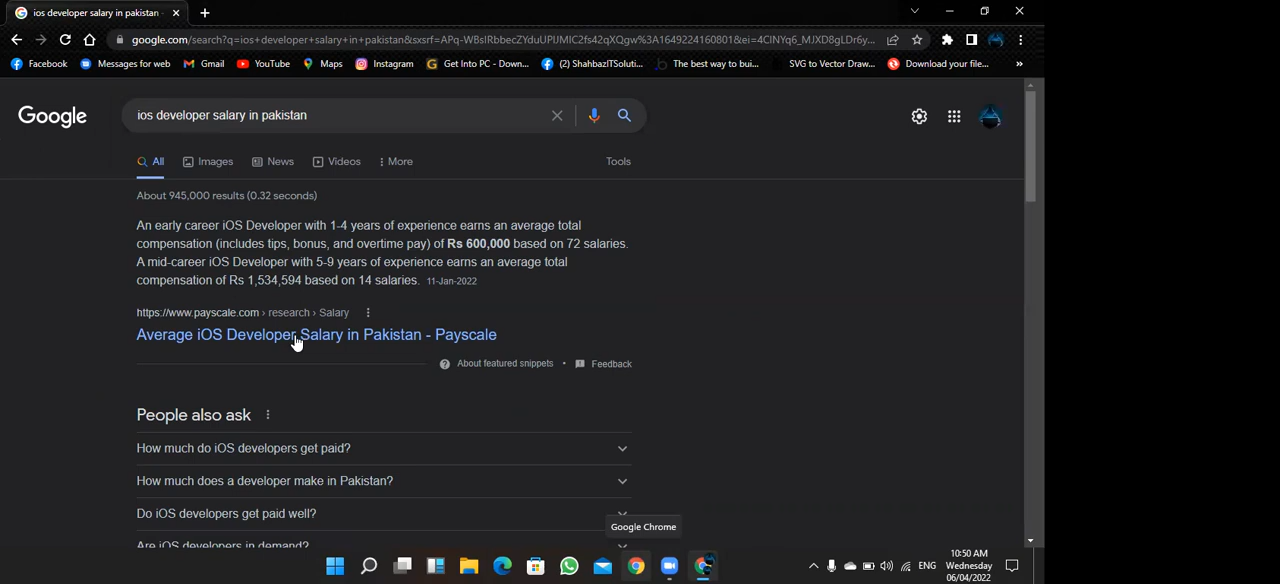 ios developer salary in pakistan
google.com/search?q=ios+developer+salary+in+pakistan&sxsrf=APq-WBsIRbbecZYduUPUMIC2fs42qXQgw%3A1649224160801&ei=4CINYq6_MJXD8gLDr6y...
Facebook Messages for web Gmail YouTube Maps Instagram Get Into PC - Down... (2) ShahbazITSoluti... The best way to bui... SVG to Vector Draw... Download your file... »
Google ios developer salary in pakistan
All Images News Videos More Tools
About 945,000 results (0.32 seconds)
An early career iOS Developer with 1-4 years of experience earns an average total
compensation (includes tips, bonus, and overtime pay) of Rs 600,000 based on 72 salaries.
A mid-career iOS Developer with 5-9 years of experience earns an average total
compensation of Rs 1,534,594 based on 14 salaries. 11-Jan-2022
https://www.payscale.com › research › Salary
Average iOS Developer Salary in Pakistan - Payscale
About featured snippets • Feedback
People also ask
How much do iOS developers get paid?
How much does a developer make in Pakistan?
Do iOS developers get paid well?
Google Chrome
Are iOS developers in demand?
ENG
10:50 AM
Wednesday
06/04/2022